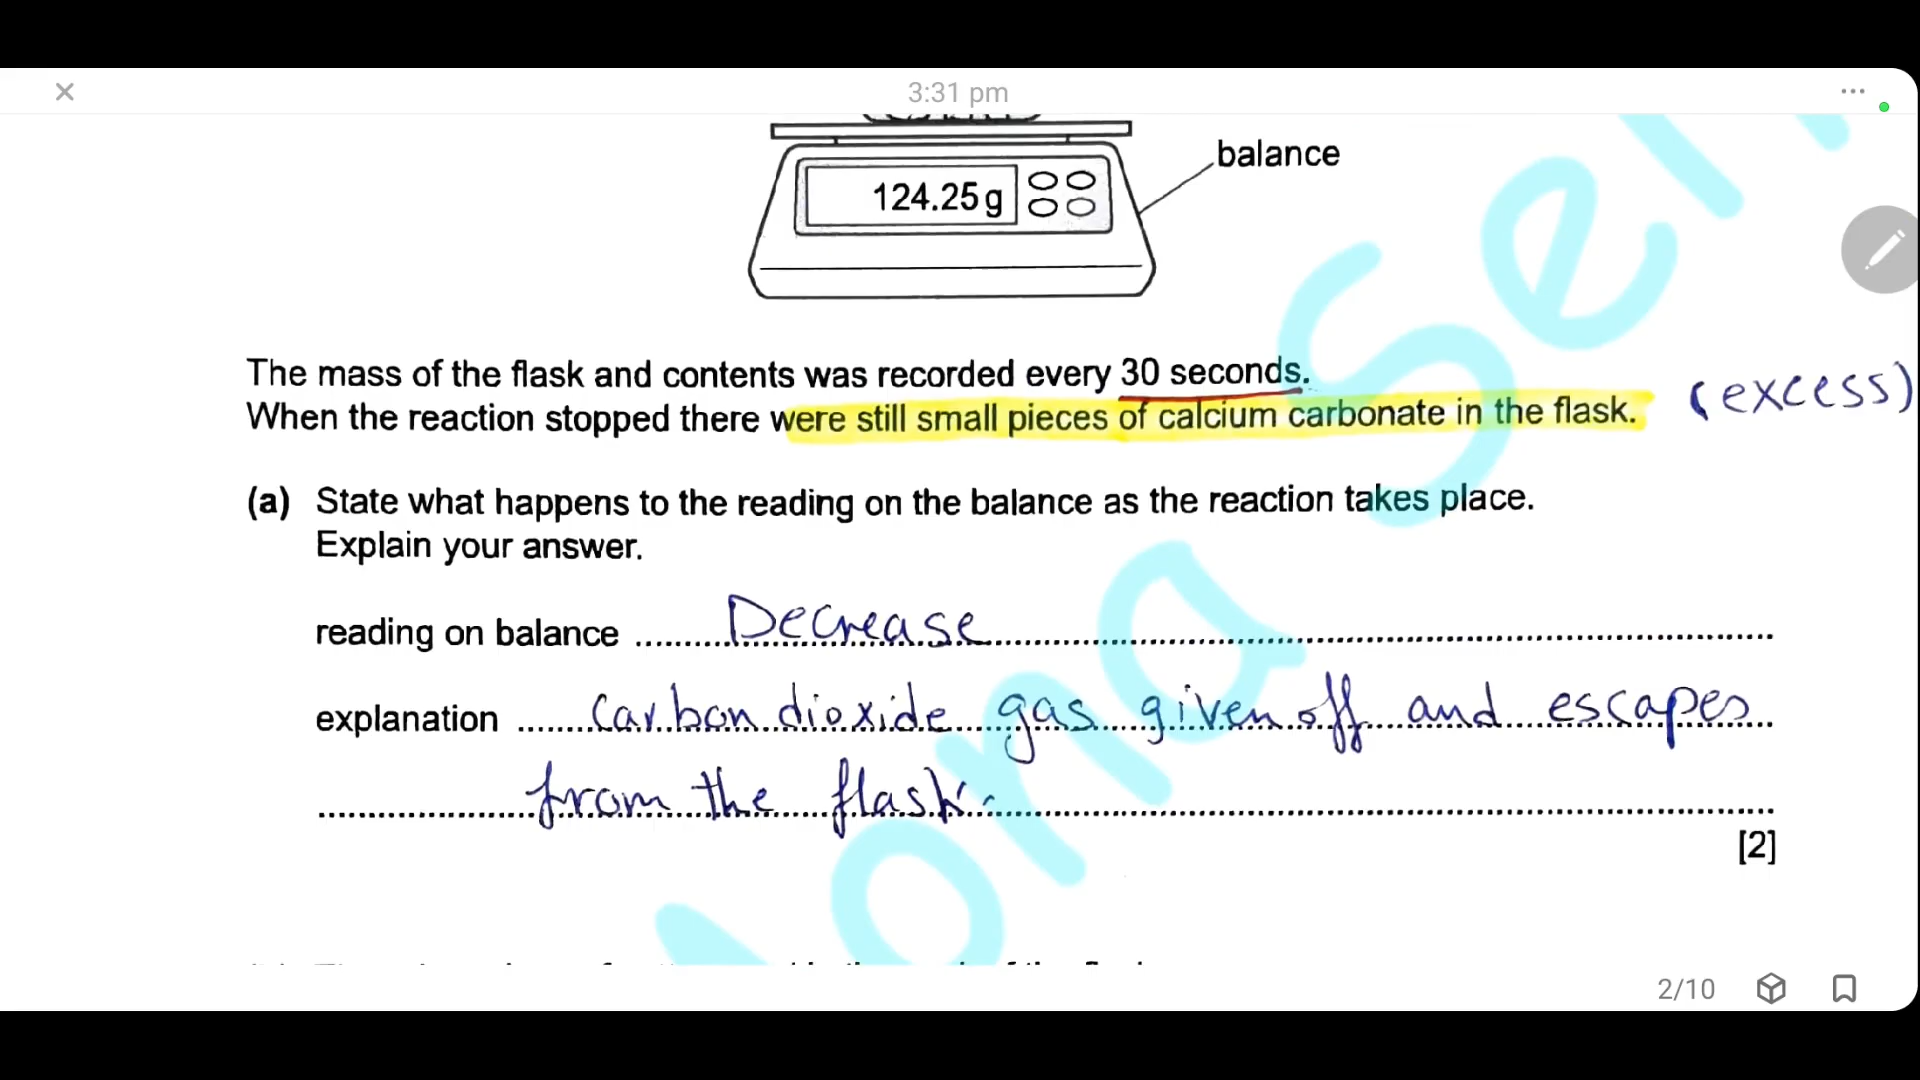 3:31 pm
balance
124.25 g
The mass of the flask and contents was recorded every 30 seconds.
When the reaction stopped there were still small pieces of calcium carbonate in the flask. (excess)
(a) State what happens to the reading on the balance as the reaction takes place.
Explain your answer.
reading on balance Decrease
explanation Carbon dioxide gas given off and escapes
from the flask.
[2]
2/10